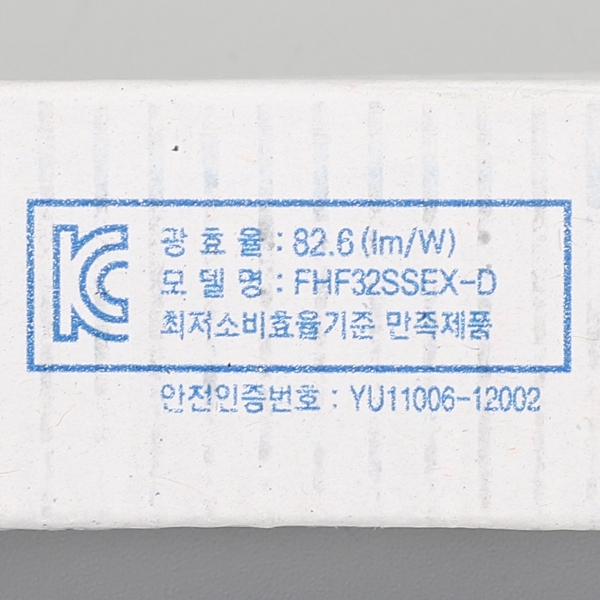 KC
광 효 율 : 82.6 (lm/W)
모 델 명 : FHF32SSEX-D
최저소비효율기준 만족제품
안전인증번호 : YU11006-12002